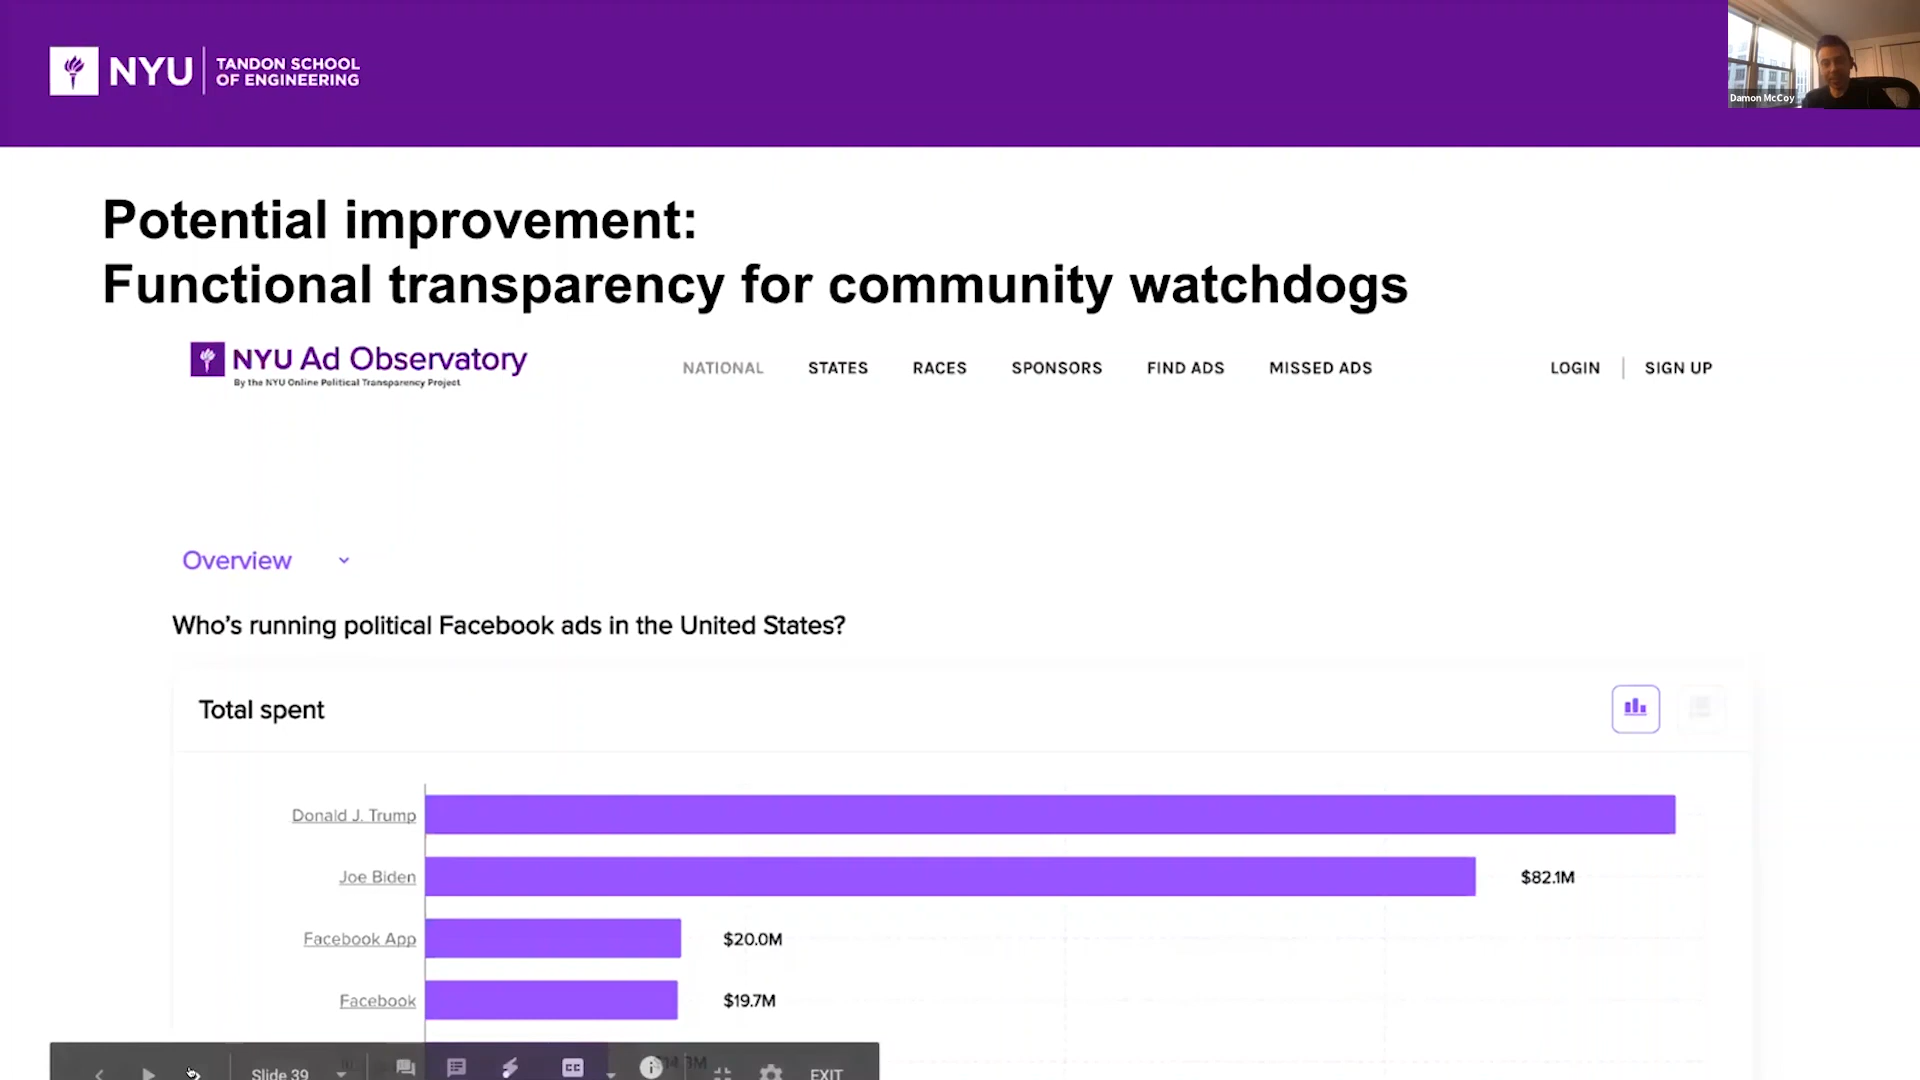 NYU
TANDON SCHOOL
OF ENGINEERING
Damon McCoy
Potential improvement:
Functional transparency for community watchdogs
NYU Ad Observatory
By the NYU Online Political Transparency Project
NATIONAL STATES RACES SPONSORS FIND ADS MISSED ADS LOGIN SIGN UP
Overview
Who's running political Facebook ads in the United States?
Total spent
Donald J. Trump
Joe Biden $82.1M
Facebook App $20.0M
Facebook $19.7M
Slide 39 CC EXIT